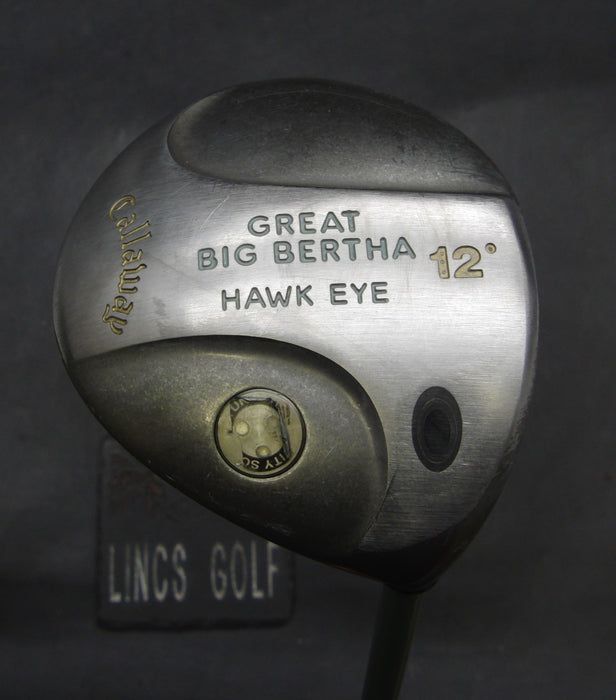 Callaway
GREAT
BIG BERTHA
12°
HAWK EYE
LINCS GOLF